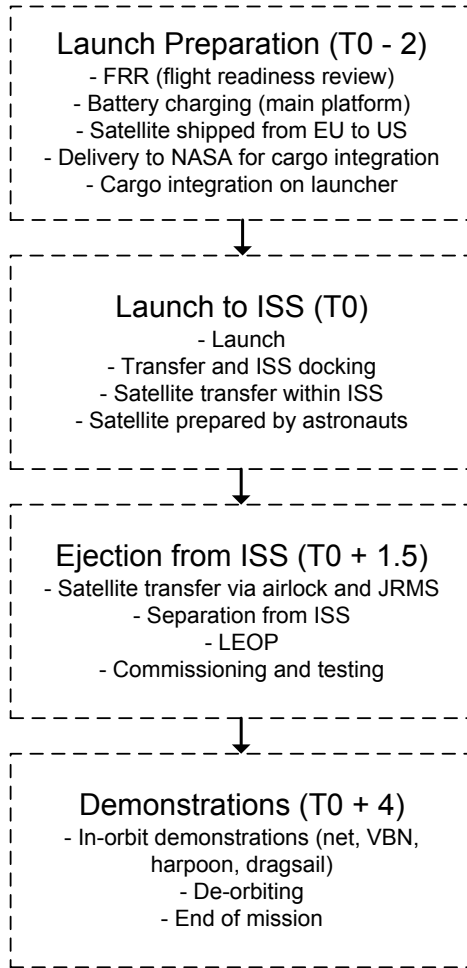 Launch Preparation (T0 - 2)
- FRR (flight readiness review)
- Battery charging (main platform)
- Satellite shipped from EU to US
- Delivery to NASA for cargo integration
- Cargo integration on launcher
Launch to ISS (T0)
- Launch
- Transfer and ISS docking
- Satellite transfer within ISS
- Satellite prepared by astronauts
Ejection from ISS (T0 + 1.5)
- Satellite transfer via airlock and JRMS
- Separation from ISS
- LEOP
- Commissioning and testing
Demonstrations (T0 + 4)
- In-orbit demonstrations (net, VBN,
harpoon, dragsail)
- De-orbiting
- End of mission